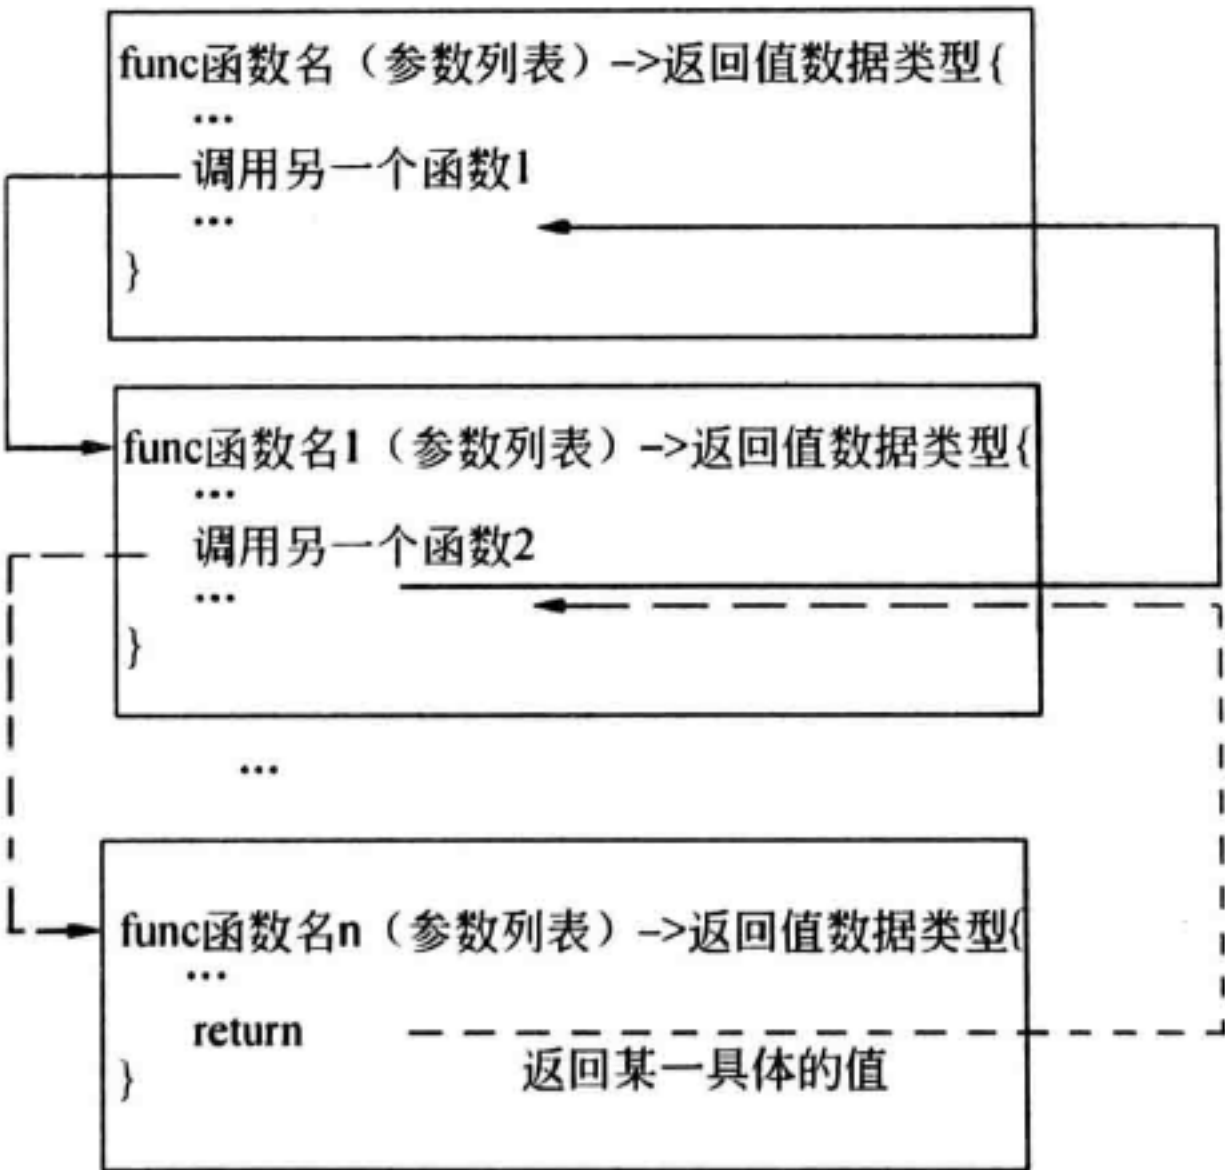 func函数名（参数列表）->返回值数据类型{
...
调用另一个函数1
...
}
func函数名1（参数列表）->返回值数据类型{
...
调用另一个函数2
...
}
...
func函数名n（参数列表）->返回值数据类型{
...
return
返回某一具体的值
}